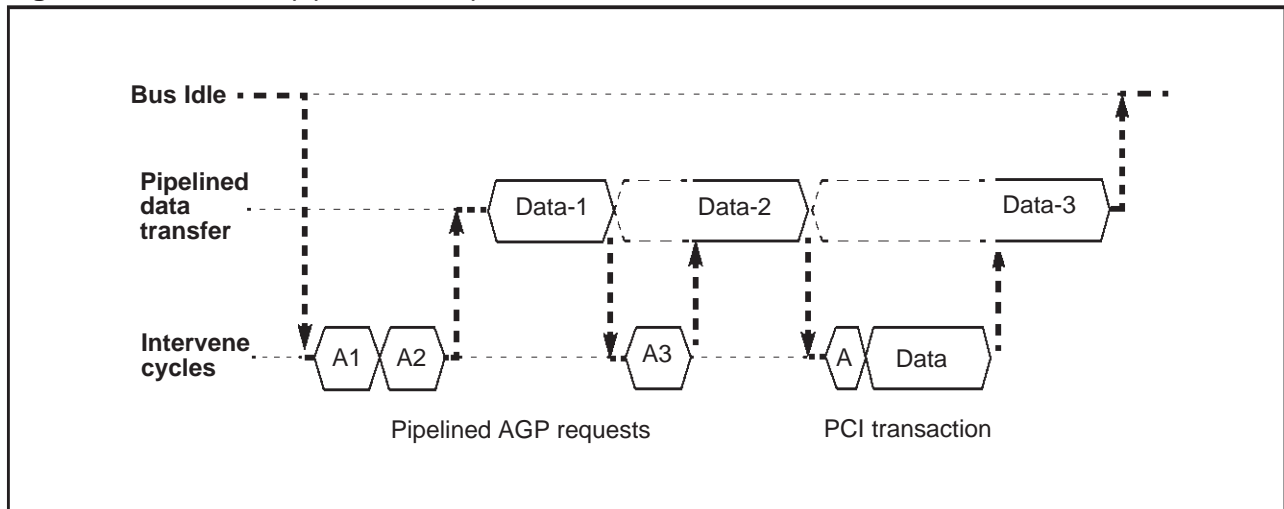 Bus Idle
Pipelined
data
transfer
Data-1
Data-2
Data-3
Intervene
cycles
A1
A2
A3
A
Data
Pipelined AGP requests
PCI transaction